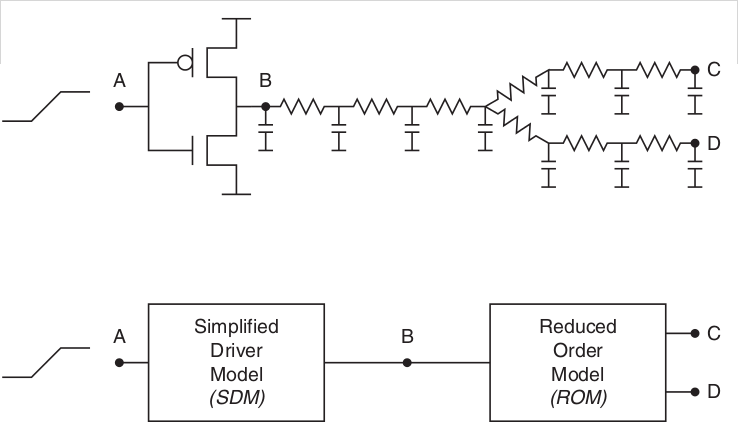 A
B
C
D
A
Simplified
Driver
Model
(SDM)
B
Reduced
Order
Model
(ROM)
C
D